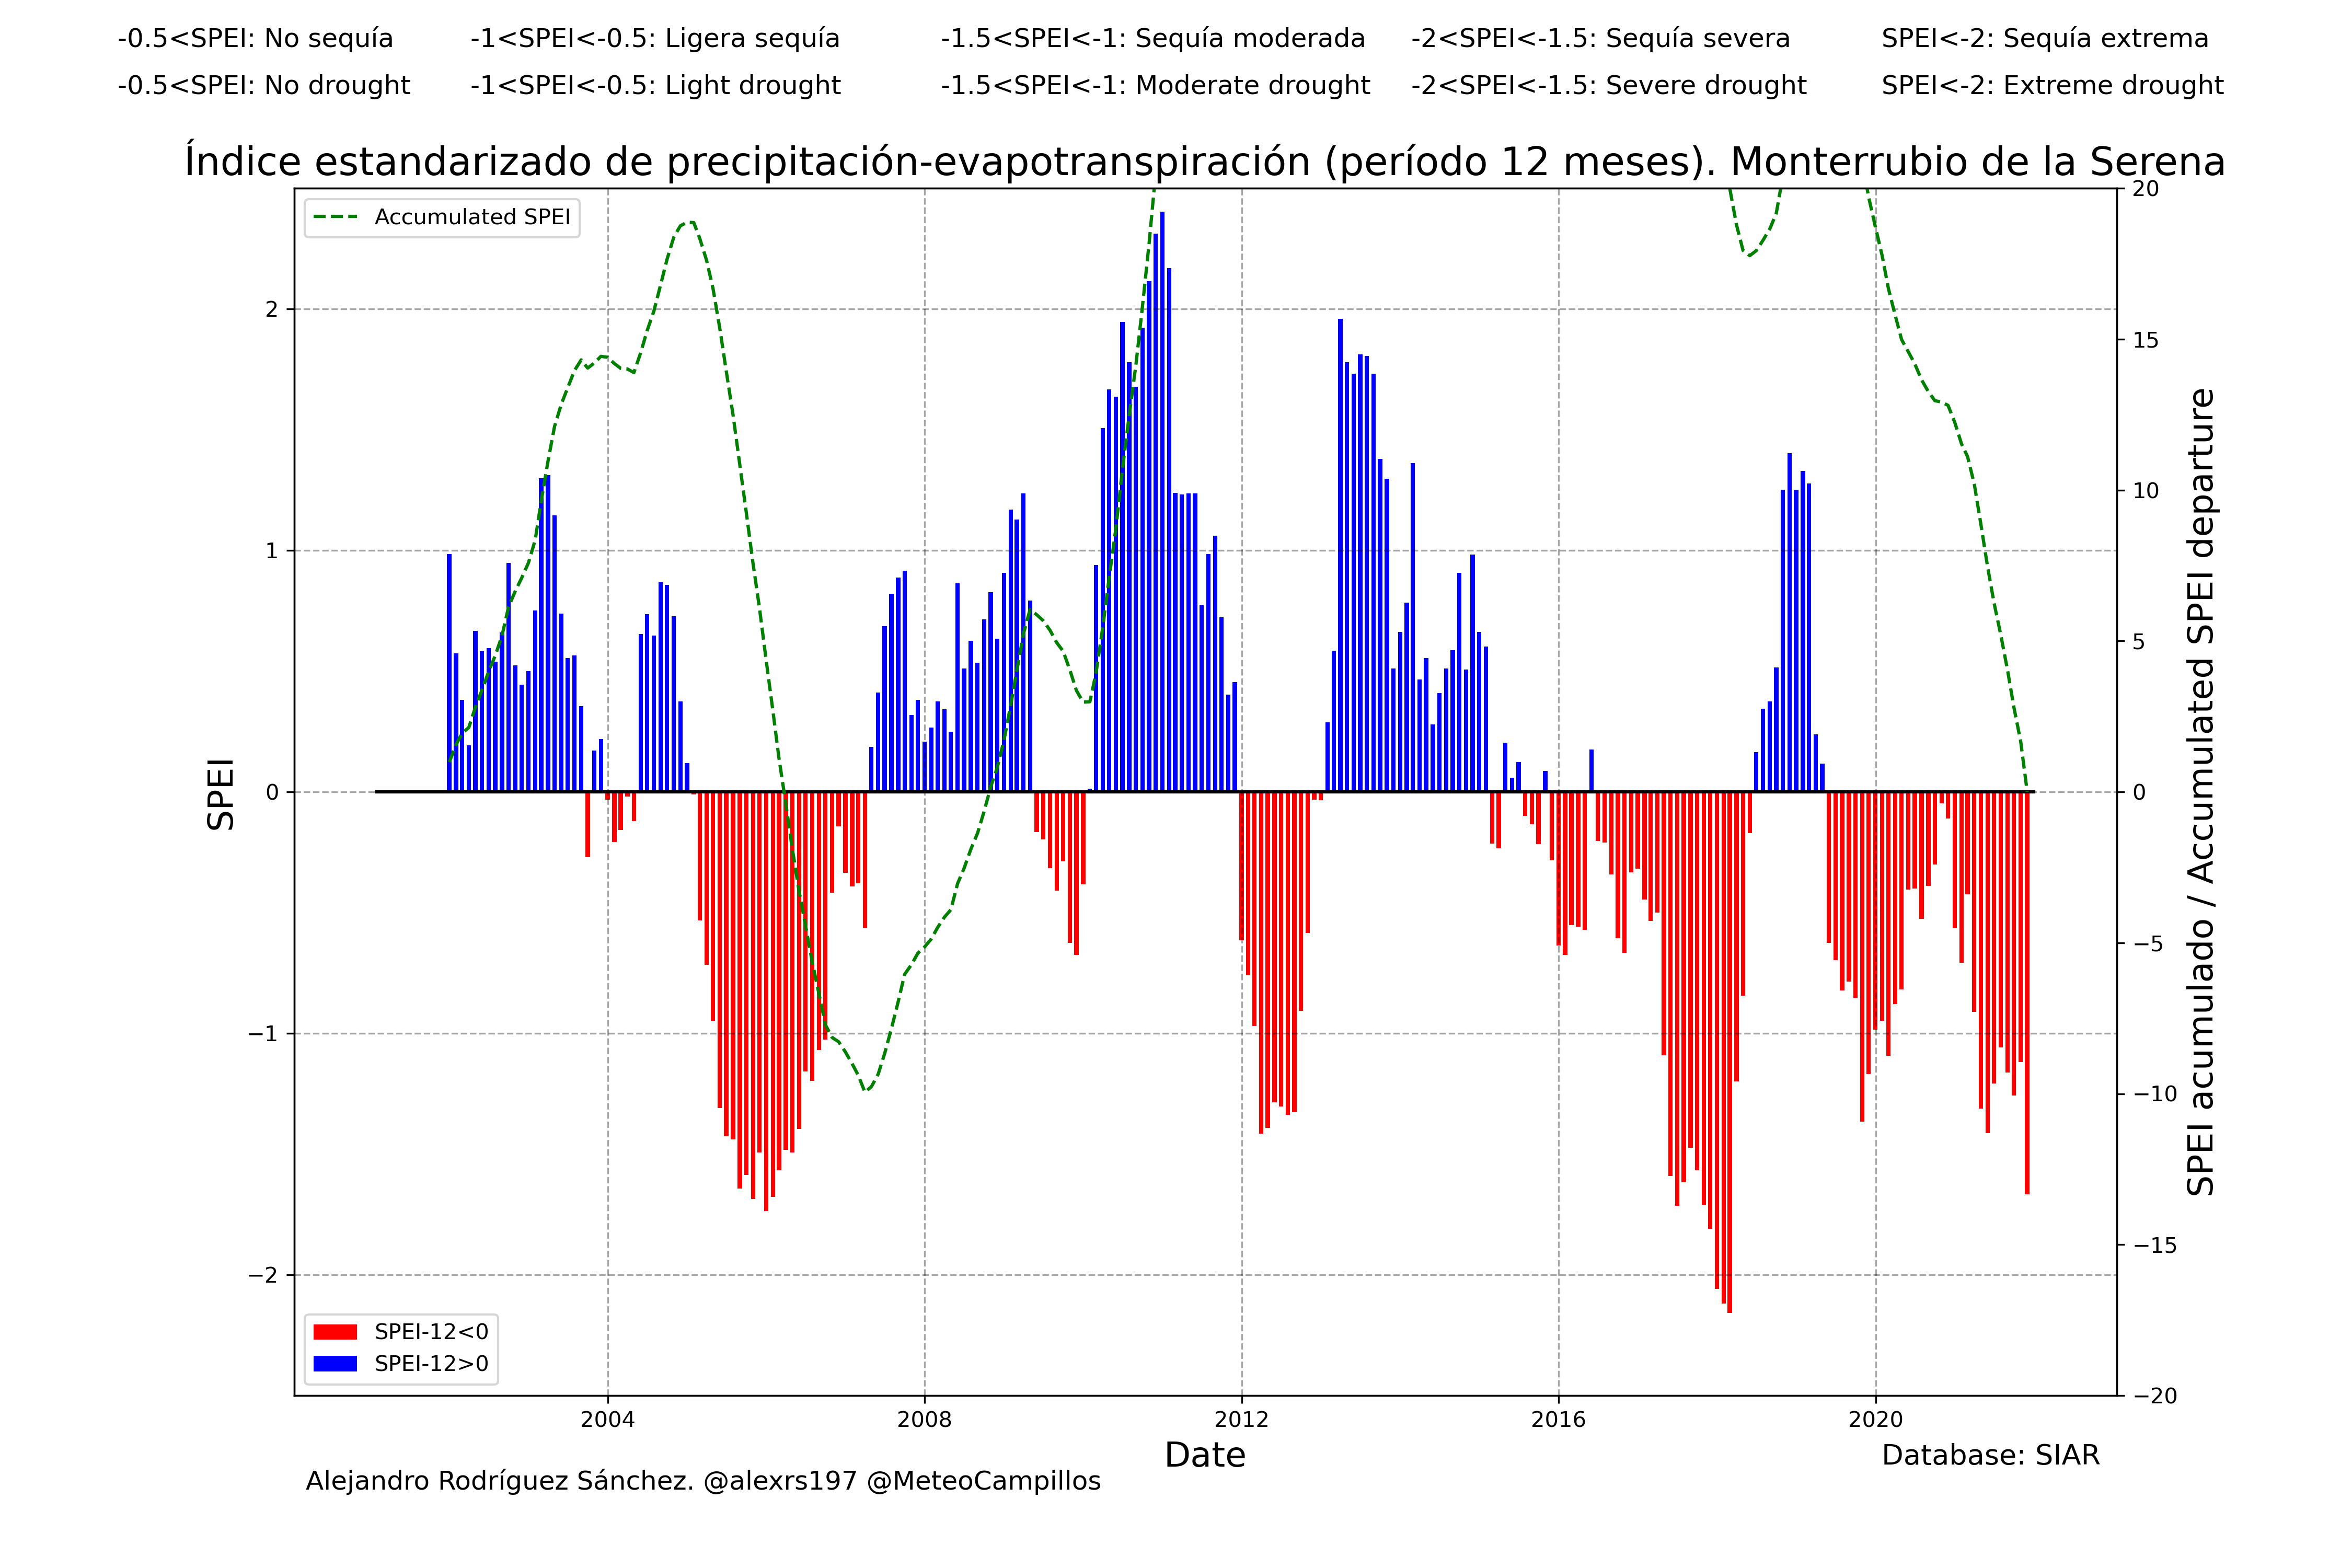 -0.5<SPEI: No sequía -1<SPEI<-0.5: Ligera sequía -1.5<SPEI<-1: Sequía moderada -2<SPEI<-1.5: Sequía severa SPEI<-2: Sequía extrema
-0.5<SPEI: No drought -1<SPEI<-0.5: Light drought -1.5<SPEI<-1: Moderate drought -2<SPEI<-1.5: Severe drought SPEI<-2: Extreme drought
Índice estandarizado de precipitación-evapotranspiración (período 12 meses). Monterrubio de la Serena
Accumulated SPEI
SPEI
2
1
0
−1
−2
20
15
10
5
0
−5
−10
−15
−20
SPEI acumulado / Accumulated SPEI departure
SPEI-12<0
SPEI-12>0
2004 2008 2012 2016 2020
Date
Database: SIAR
Alejandro Rodríguez Sánchez. @alexrs197 @MeteoCampillos